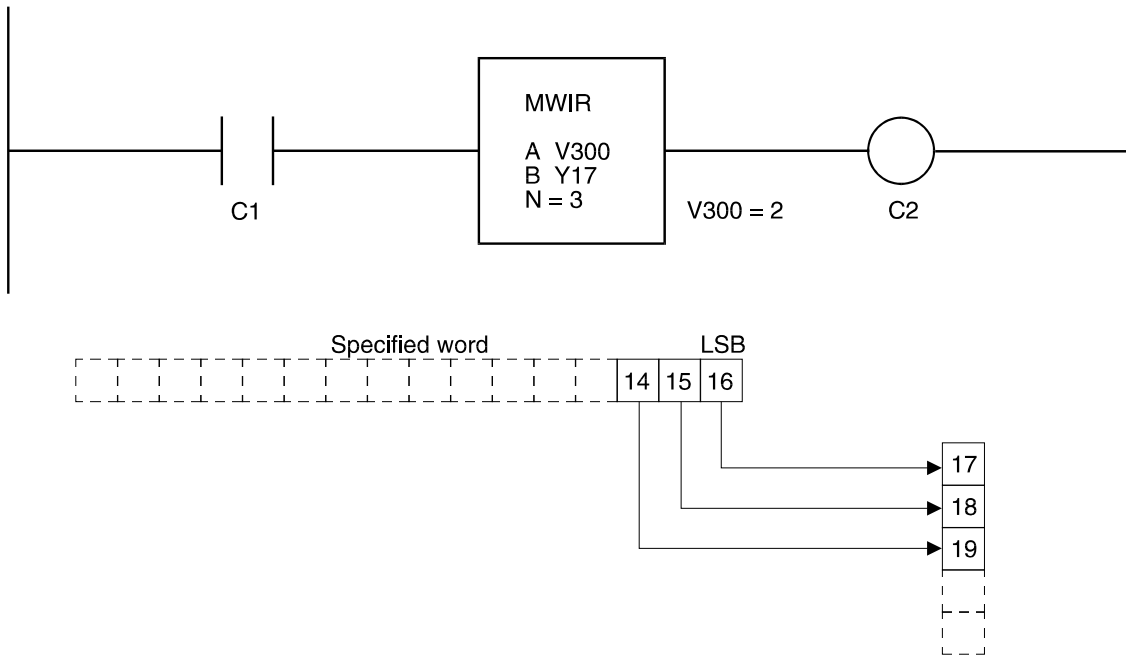 MWIR
A V300
B Y17
N = 3
C1
V300 = 2
C2
Specified word
LSB
14 15 16
17
18
19